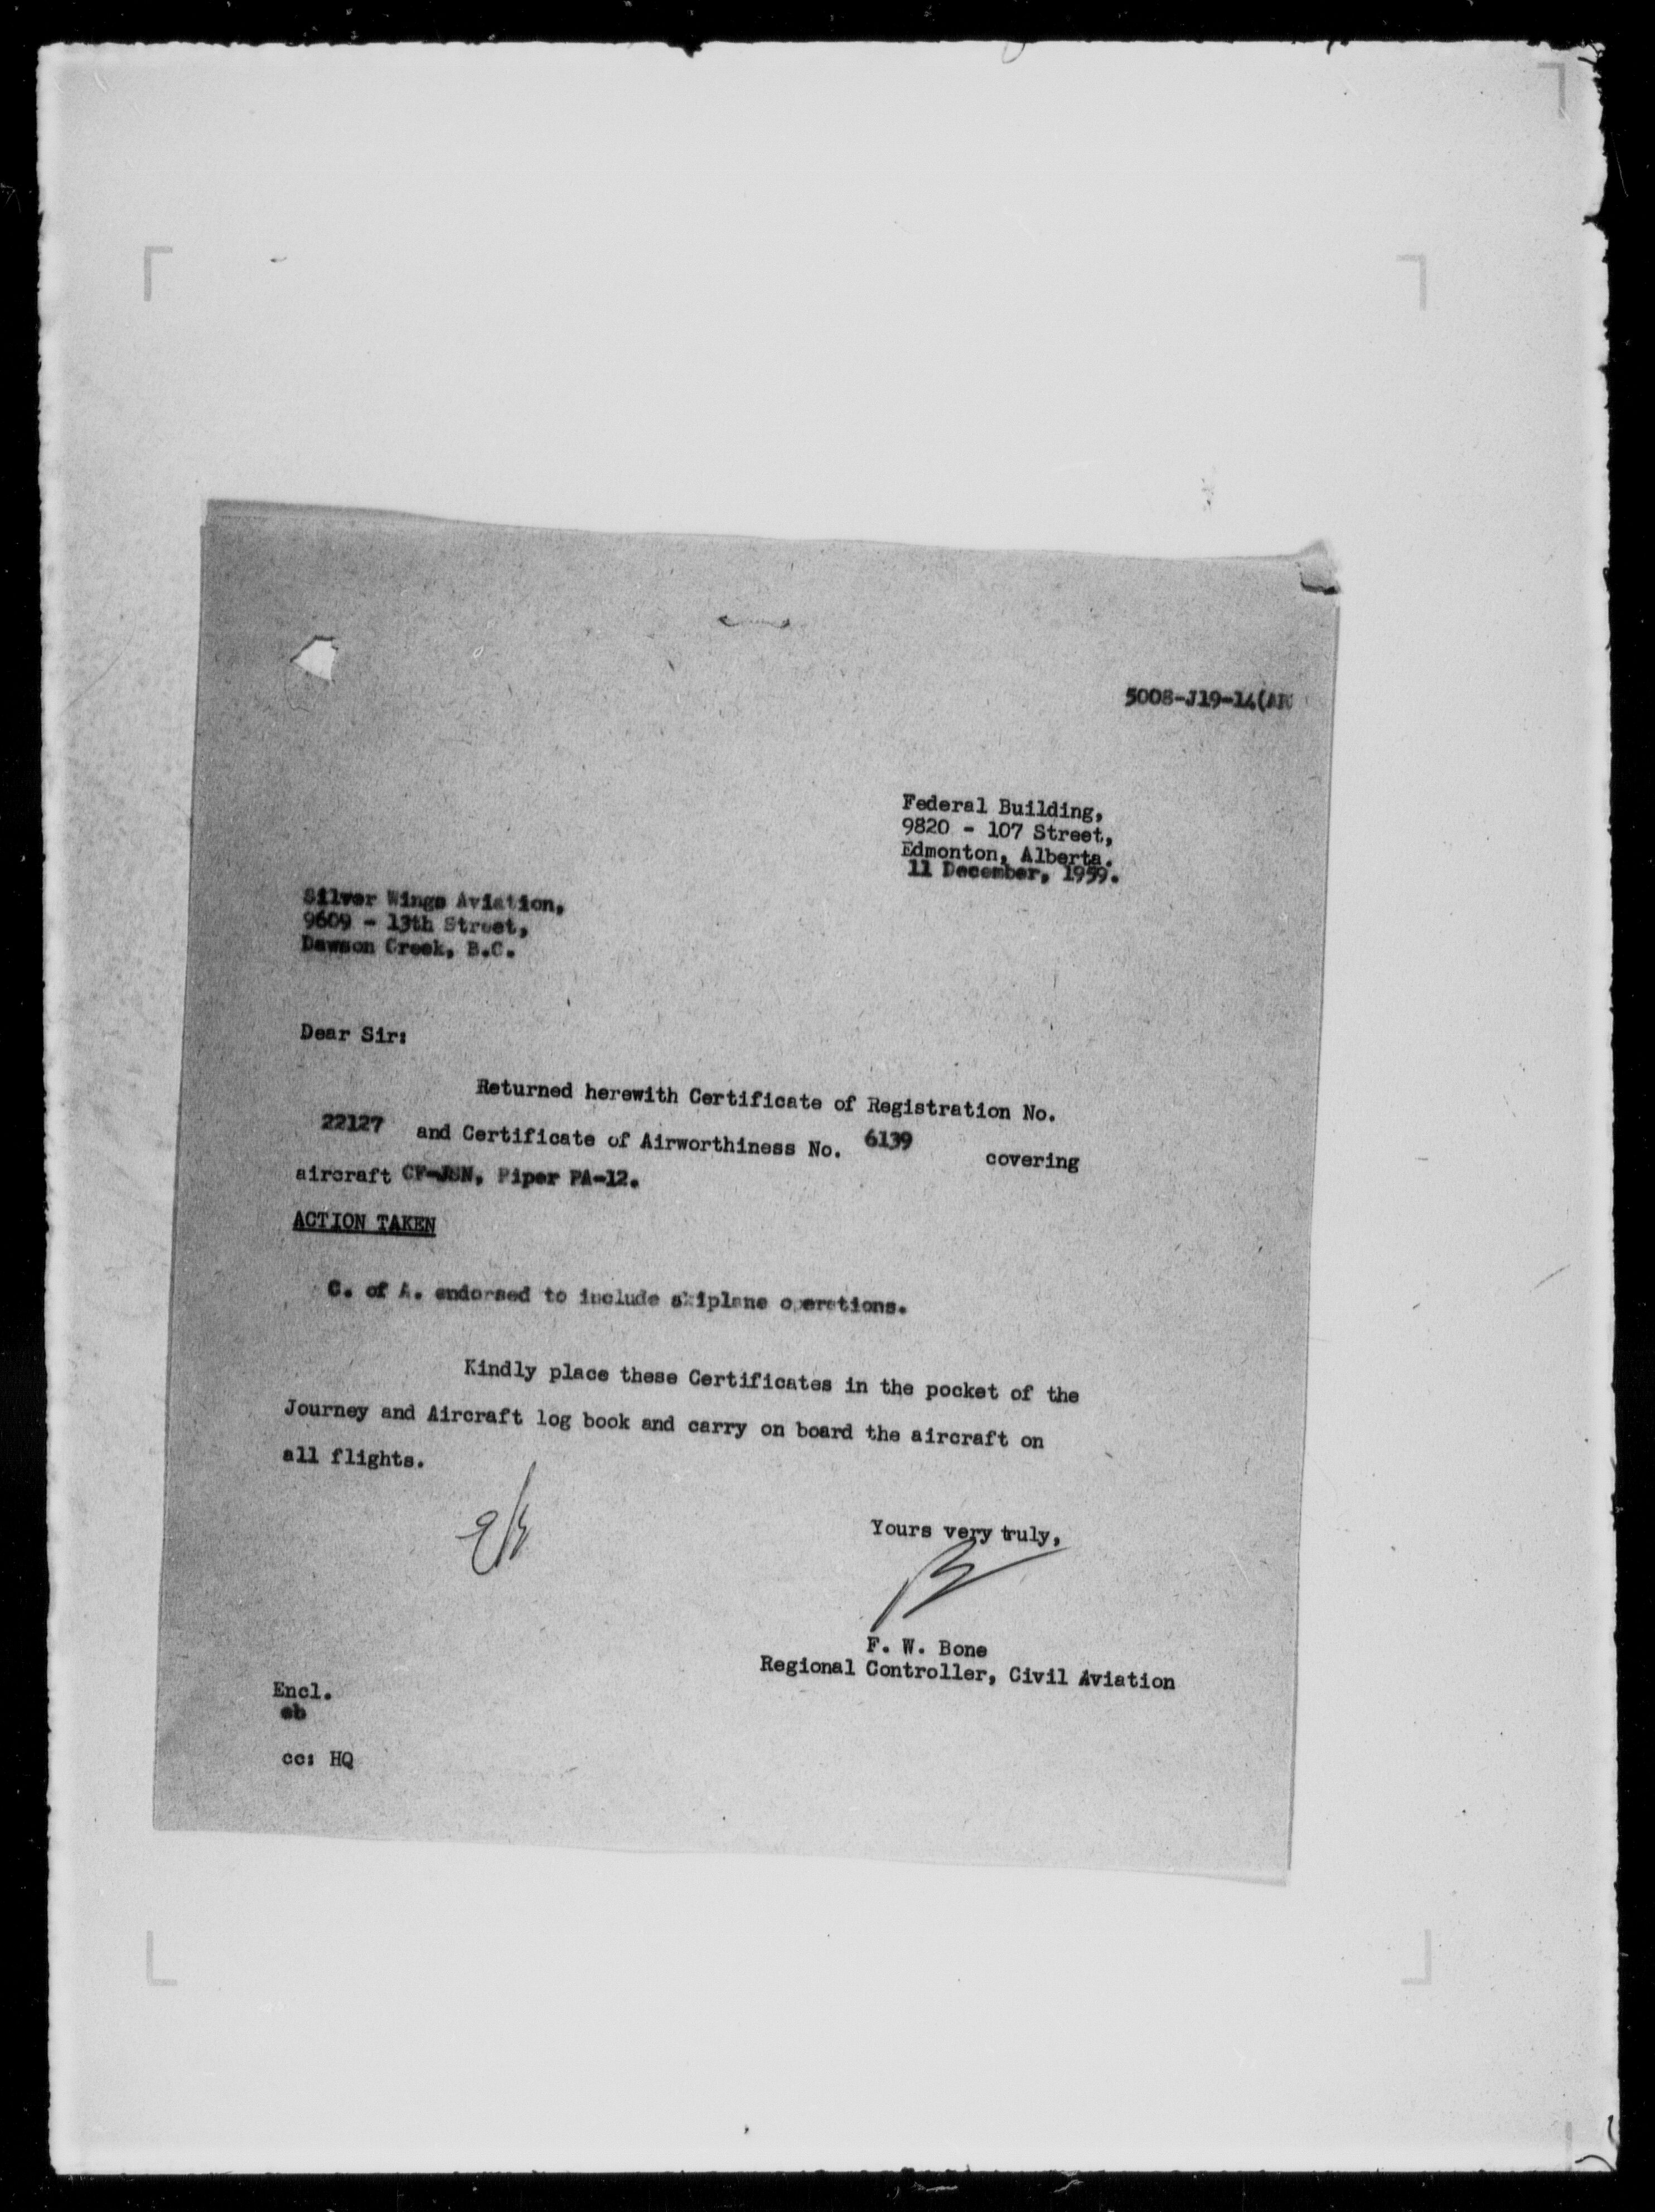 5008-J19-14(AR
Federal Building,
9820 - 107 Street,
Edmonton, Alberta.
11 December, 1959.
Silver Wings Aviation,
9609 - 13th Street,
Dawson Creek, B.C.
Dear Sir:
Returned herewith Certificate of Registration No.
22127 and Certificate of Airworthiness No. 6139 covering
aircraft CF-JSN, Piper PA-12.
ACTION TAKEN
C. of A. endorsed to include skiplane operations.
Kindly place these Certificates in the pocket of the
Journey and Aircraft log book and carry on board the aircraft on
all flights.
Yours very truly,
F. W. Bone
Regional Controller, Civil Aviation
Encl.
eb
cc: HQ